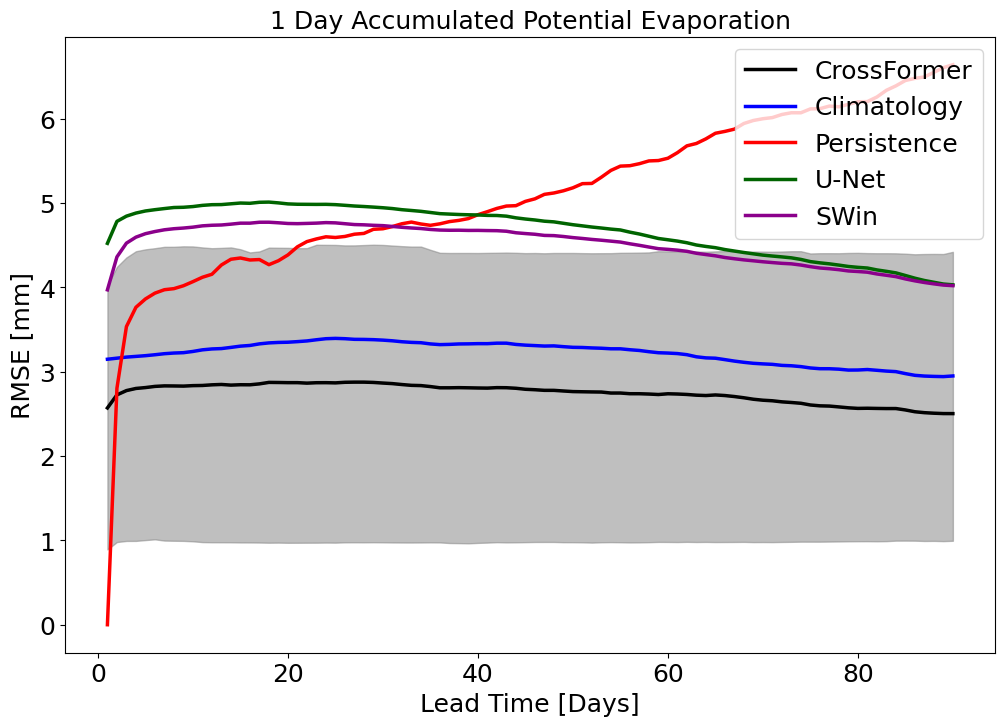 1 Day Accumulated Potential Evaporation
RMSE [mm]
6
5
4
3
2
1
0
CrossFormer
Climatology
Persistence
U-Net
SWin
0 20 40 60 80
Lead Time [Days]